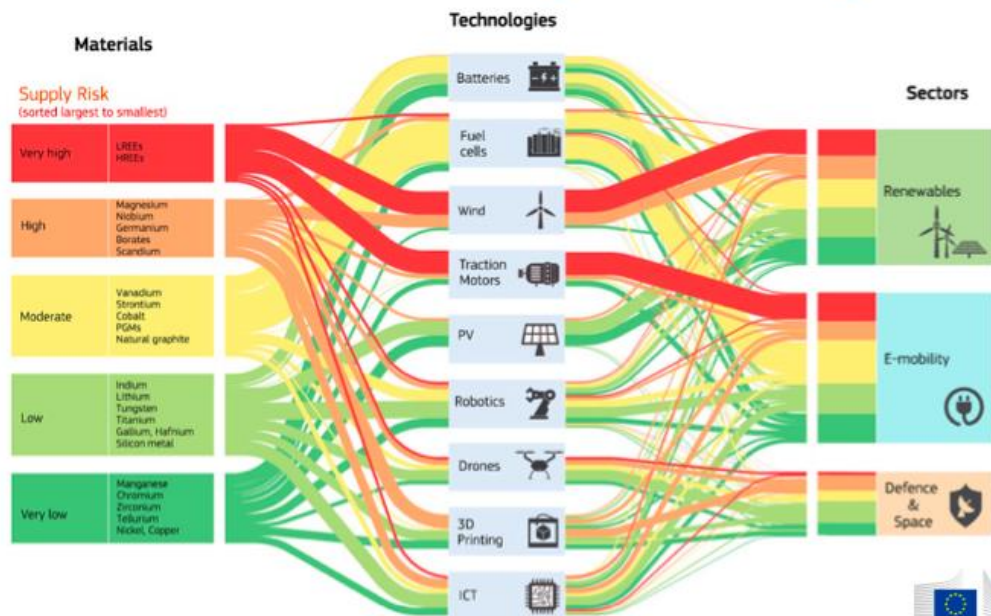 Technologies
Materials
Supply Risk
(sorted largest to smallest)
Very high
LREEs
HREEs
High
Magnesium
Niobium
Germanium
Borates
Scandium
Moderate
Vanadium
Strontium
Cobalt
PGMs
Natural graphite
Low
Indium
Lithium
Tungsten
Titanium
Gallium, Hafnium
Silicon metal
Very low
Manganese
Chromium
Zirconium
Tellurium
Nickel, Copper
Batteries
Fuel
cells
Wind
Traction
Motors
PV
Robotics
Drones
3D
Printing
ICT
Sectors
Renewables
E-mobility
Defence
&
Space